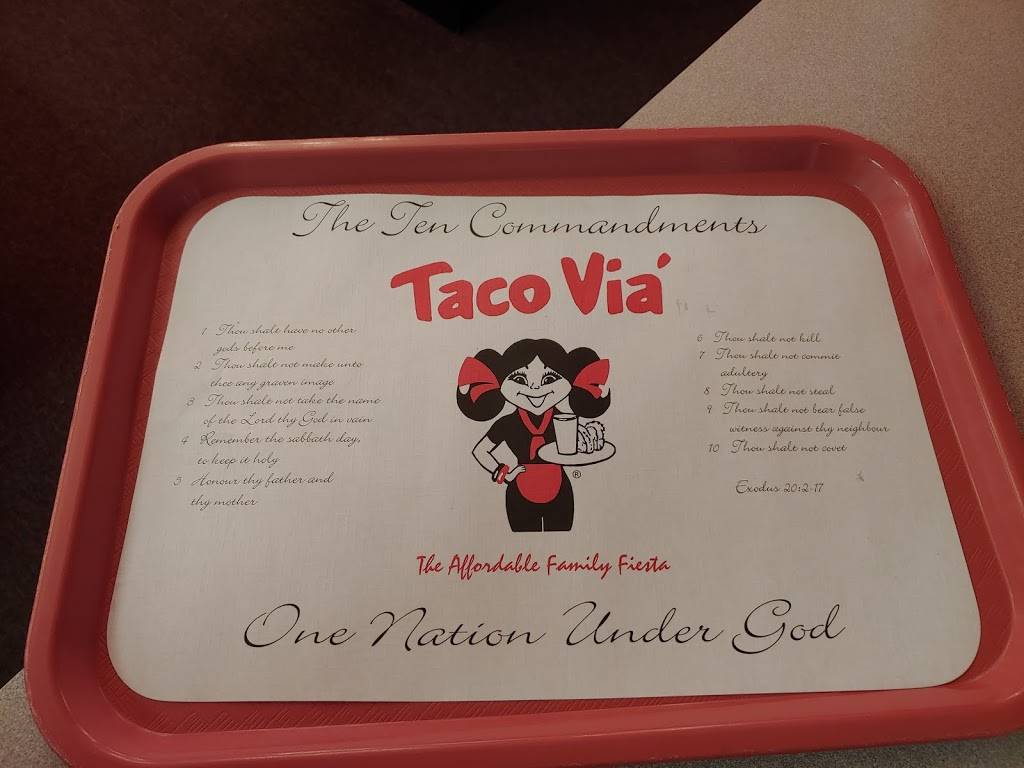 The Ten Commandments
Taco Viá
1 Thou shalt have no other
gods before me
2 Thou shalt not make unto
thee any graven image
3 Thou shalt not take the name
of the Lord thy God in vain
4 Remember the sabbath day,
to keep it holy
5 Honour thy father and
thy mother
6 Thou shalt not kill
7 Thou shalt not commit
adultery
8 Thou shalt not steal
9 Thou shalt not bear false
witness against thy neighbour
10 Thou shalt not covet
Exodus 20:2-17
®
The Affordable Family Fiesta
One Nation Under God